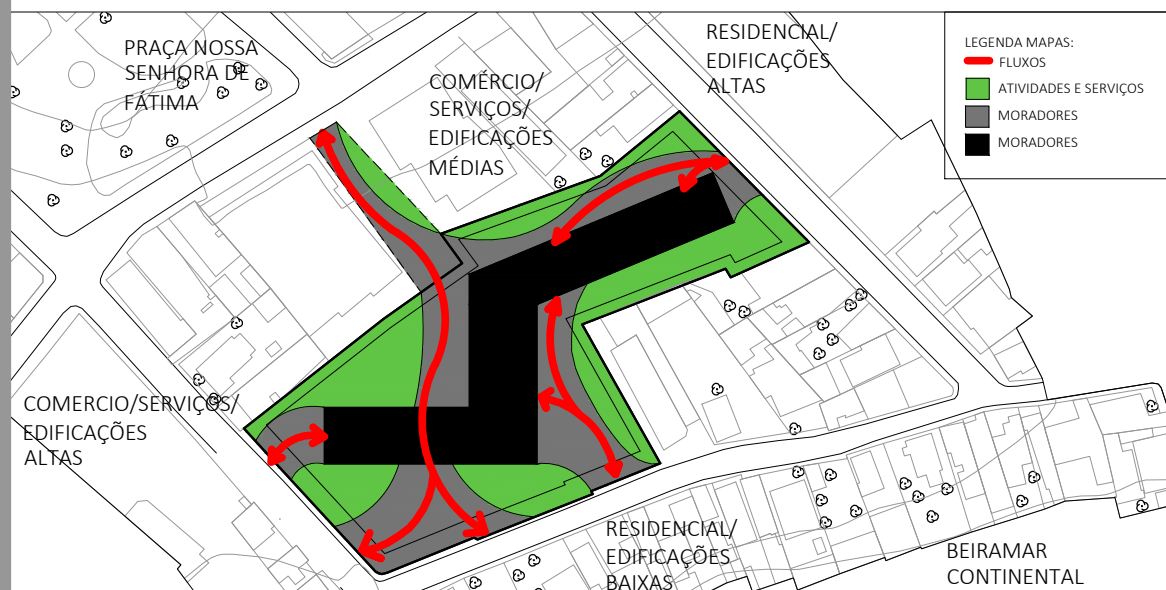 PRAÇA NOSSA
SENHORA DE
FÁTIMA
COMÉRCIO/
SERVIÇOS/
EDIFICAÇÕES
MÉDIAS
RESIDENCIAL/
EDIFICAÇÕES
ALTAS
LEGENDA MAPAS:
FLUXOS
ATIVIDADES E SERVIÇOS
MORADORES
MORADORES
COMERCIO/SERVIÇOS/
EDIFICAÇÕES
ALTAS
RESIDENCIAL/
EDIFICAÇÕES
BAIXAS
BEIRAMAR
CONTINENTAL